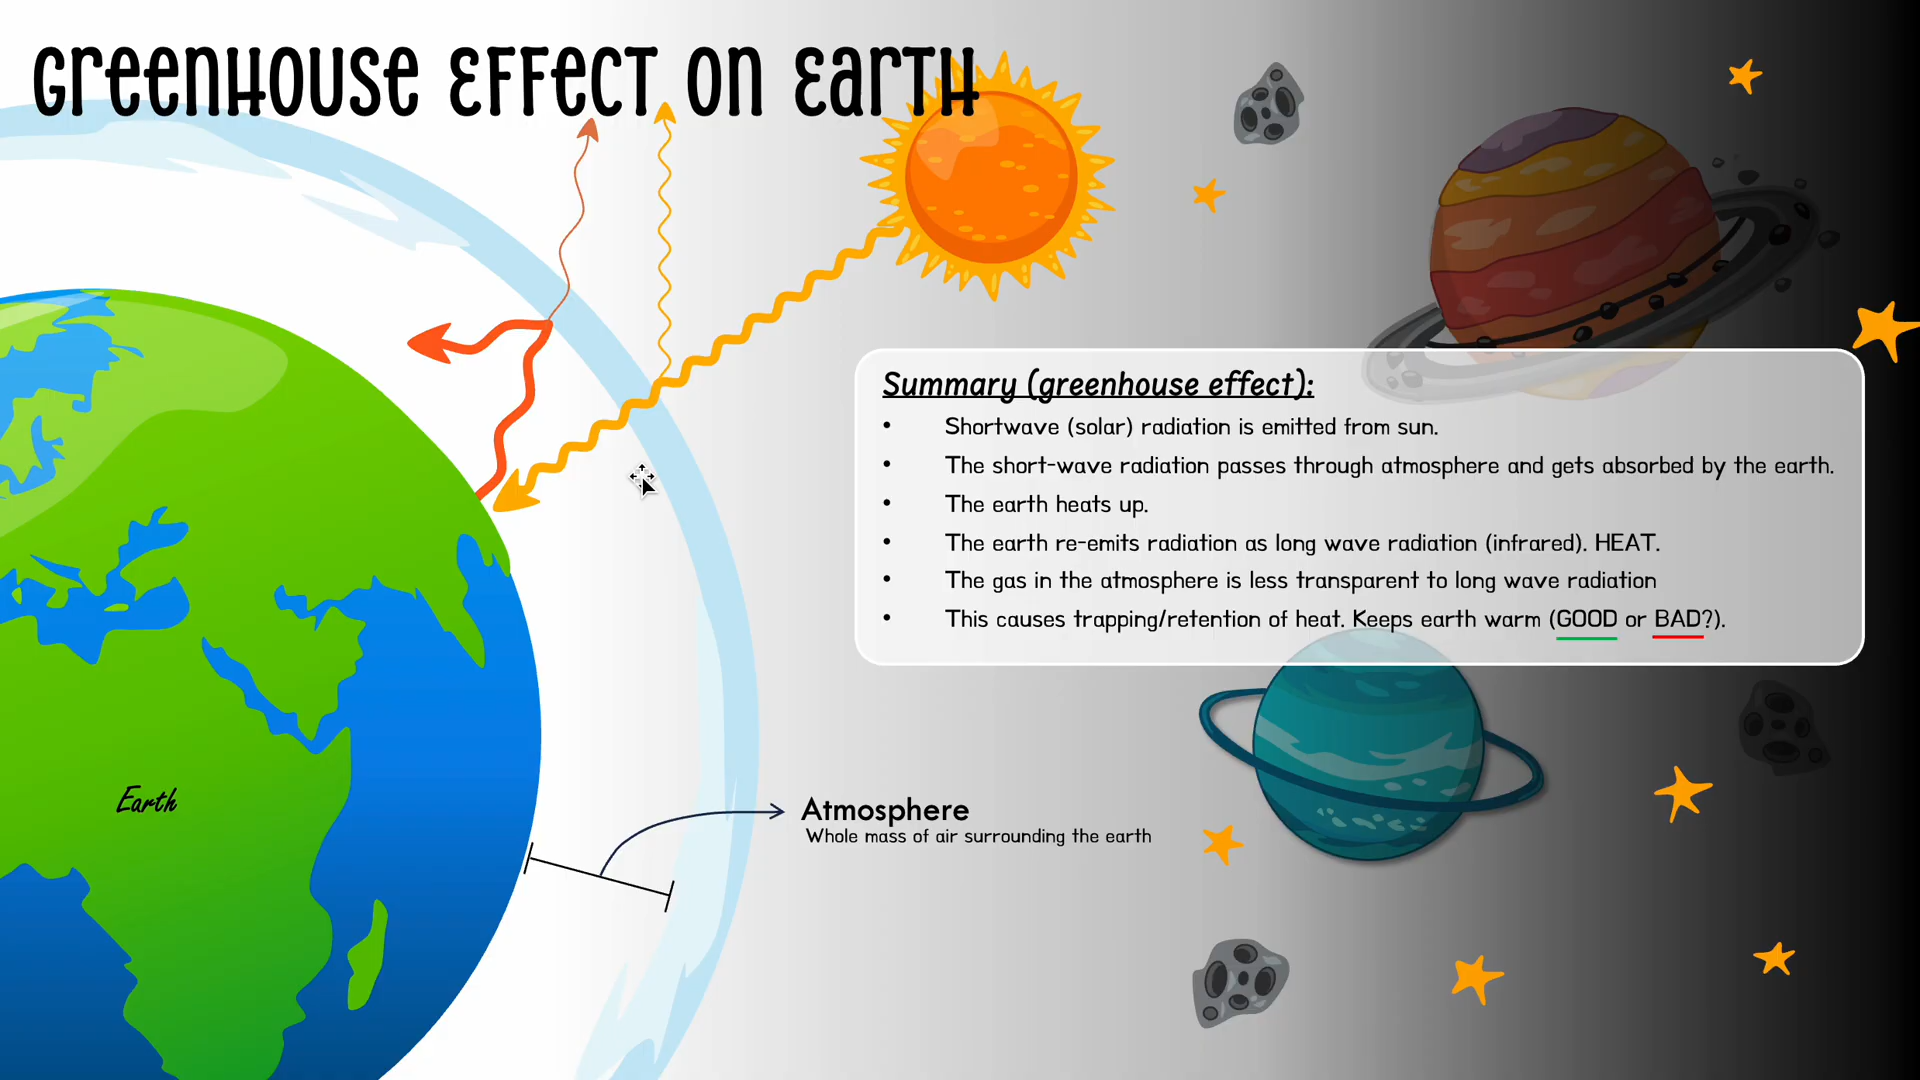 Greenhouse Effect on Earth
Summary (greenhouse effect):
• Shortwave (solar) radiation is emitted from sun.
• The short-wave radiation passes through atmosphere and gets absorbed by the earth.
• The earth heats up.
• The earth re-emits radiation as long wave radiation (infrared). HEAT.
• The gas in the atmosphere is less transparent to long wave radiation
• This causes trapping/retention of heat. Keeps earth warm (GOOD or BAD?).
Earth
Atmosphere
Whole mass of air surrounding the earth